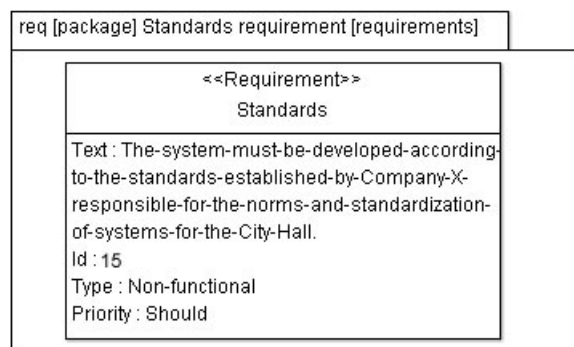 req [package] Standards requirement [requirements]
<<Requirement>>
Standards
Text : The-system-must-be-developed-according-
to-the-standards-established-by-Company-X-
responsible-for-the-norms-and-standardization-
of-systems-for-the-City-Hall.
Id : 15
Type : Non-functional
Priority : Should